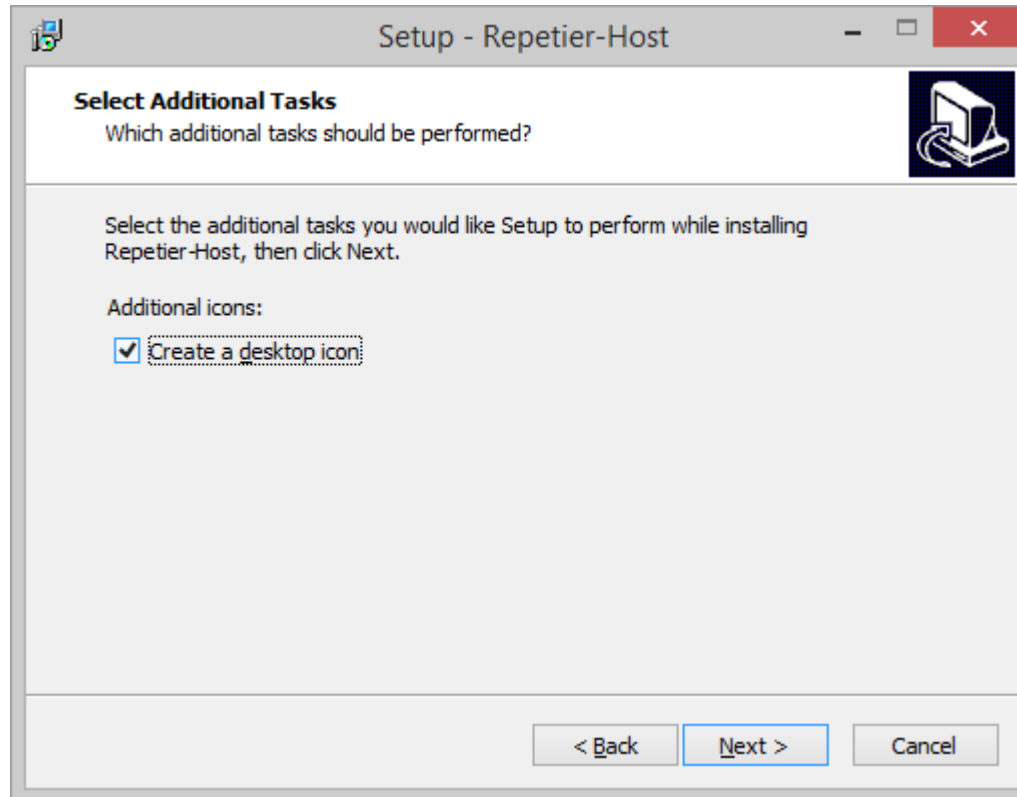 Setup - Repetier-Host
Select Additional Tasks
Which additional tasks should be performed?
Select the additional tasks you would like Setup to perform while installing
Repetier-Host, then click Next.
Additional icons:
Create a desktop icon
< Back Next > Cancel